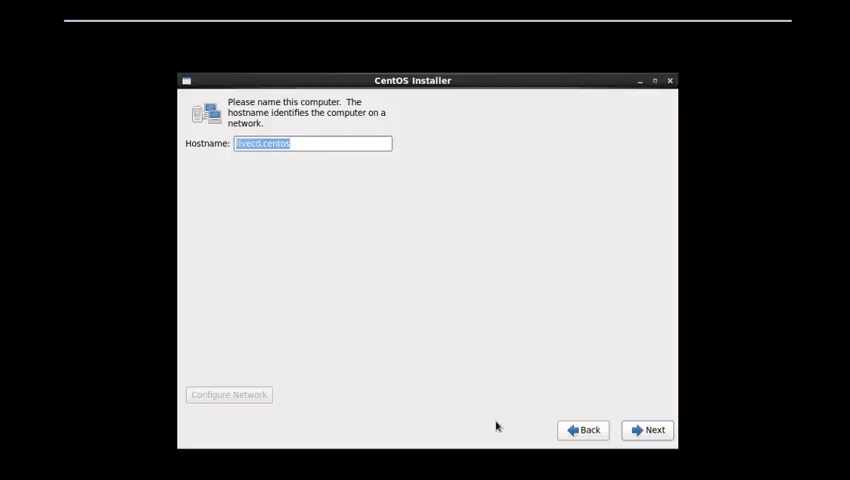 CentOS Installer
Please name this computer. The
hostname identifies the computer on a
network.
Hostname: livecd.centos
Configure Network
Back Next